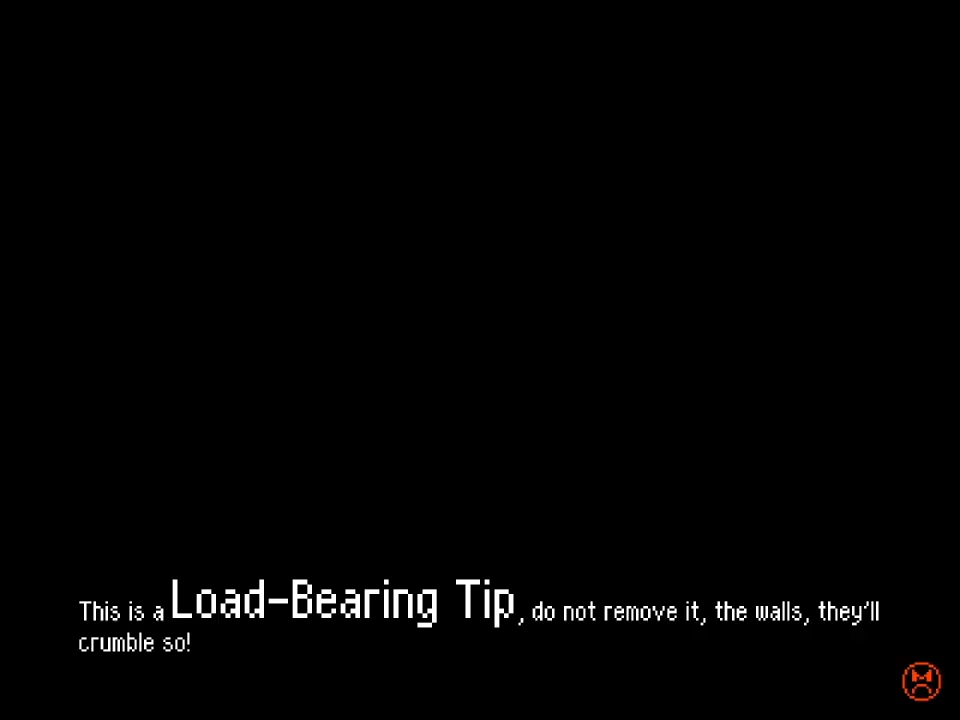 This is a Load-Bearing Tip, do not remove it, the walls, they'll
crumble so!